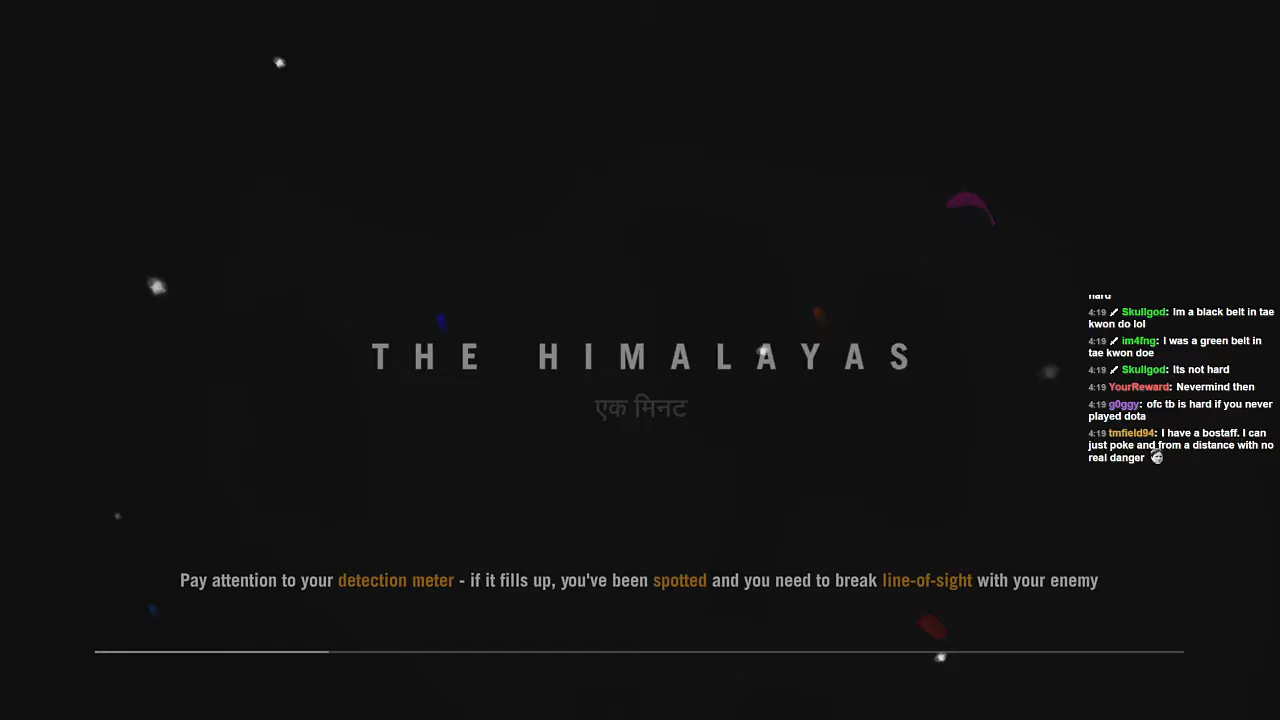 THE HIMALAYAS
एक मिनट
hard
4:19 Skullgod: Im a black belt in tae
kwon do lol
4:19 im4fng: I was a green belt in
tae kwon doe
4:19 Skullgod: Its not hard
4:19 YourReward: Nevermind then
4:19 g0ggy: ofc tb is hard if you never
played dota
4:19 tmfield94: I have a bostaff. I can
just poke and from a distance with no
real danger
Pay attention to your detection meter - if it fills up, you've been spotted and you need to break line-of-sight with your enemy